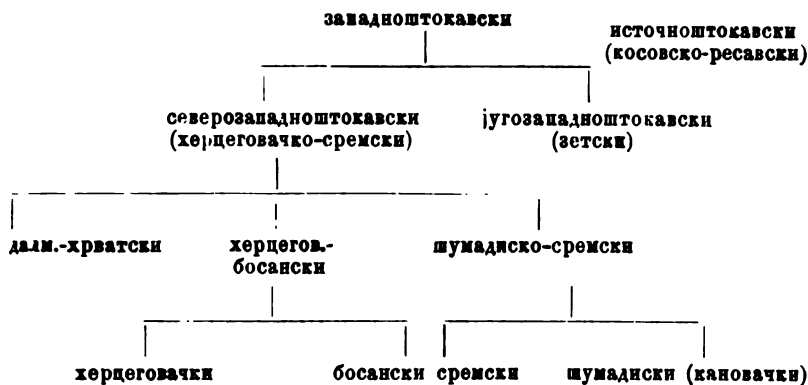 западноштокавски
источноштокавски
(косовско-ресавски)
северозападноштокавски
(херцеговачко-сремски)
југозападноштокавски
(зетски)
далм.-хрватски
херцегов.-
босански
шумадиско-сремски
херцеговачки
босански
сремски
шумадиски (кановачки)